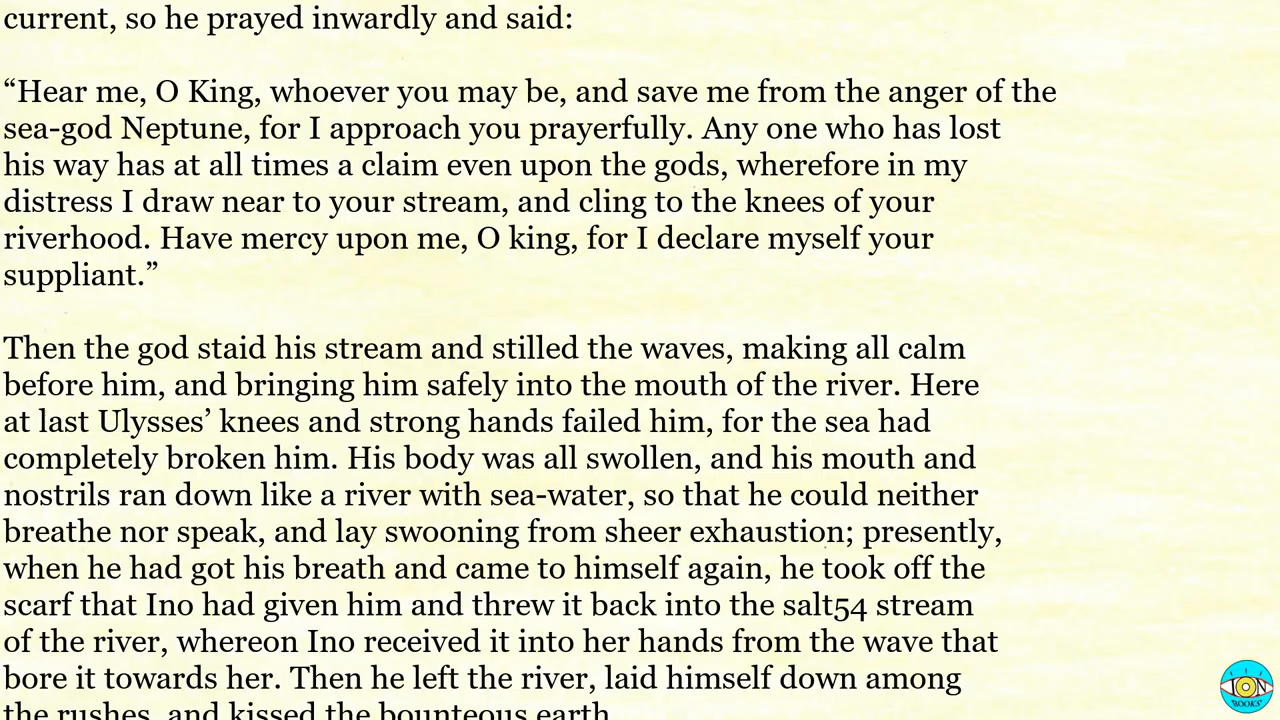 current, so he prayed inwardly and said:
“Hear me, O King, whoever you may be, and save me from the anger of the
sea-god Neptune, for I approach you prayerfully. Any one who has lost
his way has at all times a claim even upon the gods, wherefore in my
distress I draw near to your stream, and cling to the knees of your
riverhood. Have mercy upon me, O king, for I declare myself your
suppliant.”
Then the god staid his stream and stilled the waves, making all calm
before him, and bringing him safely into the mouth of the river. Here
at last Ulysses’ knees and strong hands failed him, for the sea had
completely broken him. His body was all swollen, and his mouth and
nostrils ran down like a river with sea-water, so that he could neither
breathe nor speak, and lay swooning from sheer exhaustion; presently,
when he had got his breath and came to himself again, he took off the
scarf that Ino had given him and threw it back into the salt54 stream
of the river, whereon Ino received it into her hands from the wave that
bore it towards her. Then he left the river, laid himself down among
the rushes, and kissed the bounteous earth.
ION
BOOKS